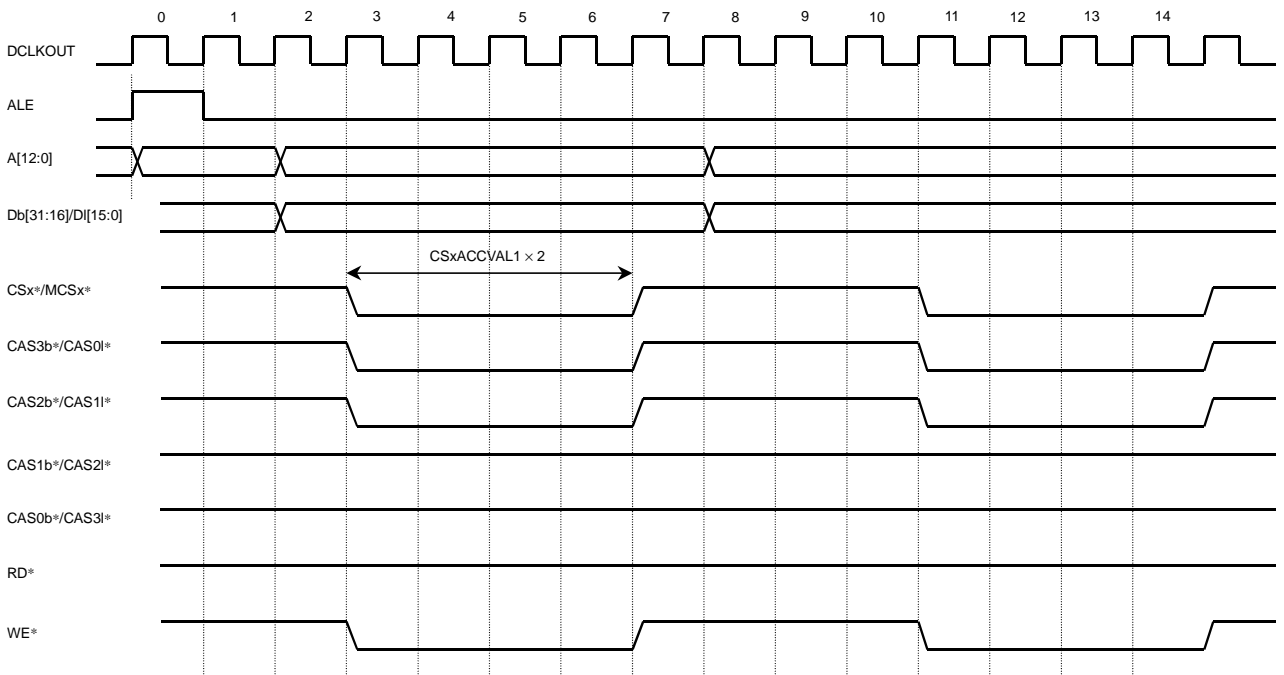 0 1 2 3 4 5 6 7 8 9 10 11 12 13 14
DCLKOUT
ALE
A[12:0]
Db[31:16]/Dl[15:0]
CSxACCVAL1 × 2
CSx*/MCSx*
CAS3b*/CAS0l*
CAS2b*/CAS1l*
CAS1b*/CAS2l*
CAS0b*/CAS3l*
RD*
WE*